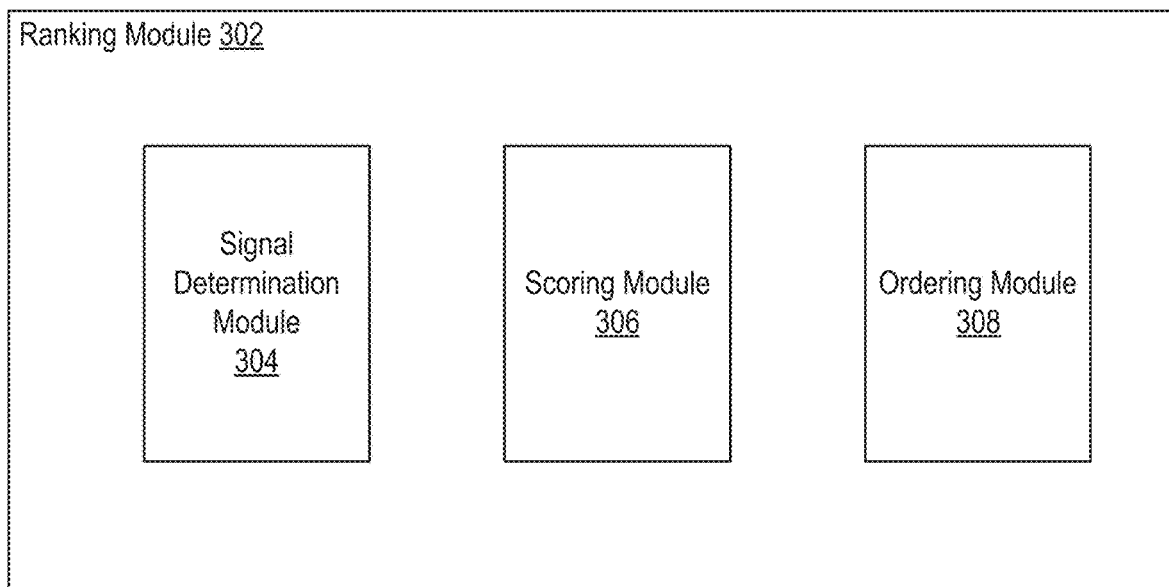 Ranking Module 302
Signal
Determination
Module
304
Scoring Module
306
Ordering Module
308